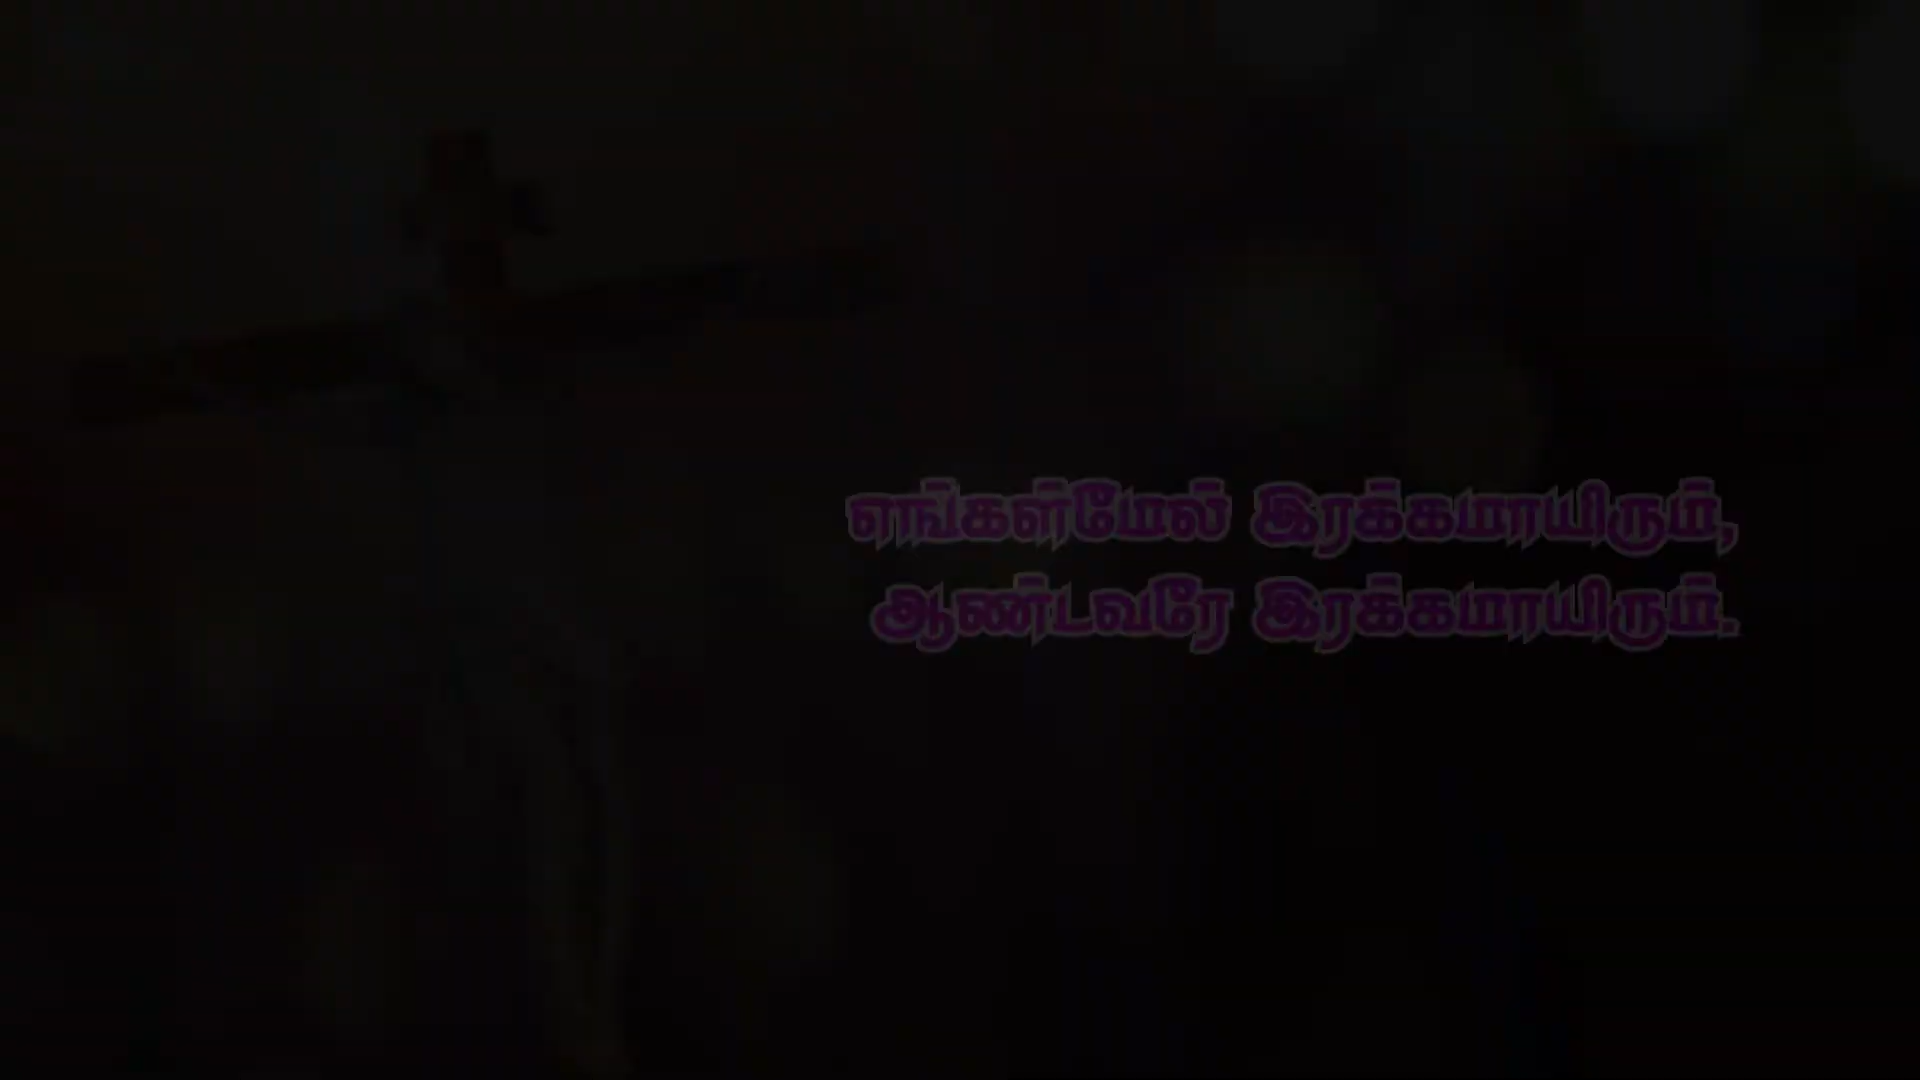 எங்கள்மேல் இரக்கமாயிரும்,
ஆண்டவரே இரக்கமாயிரும்.